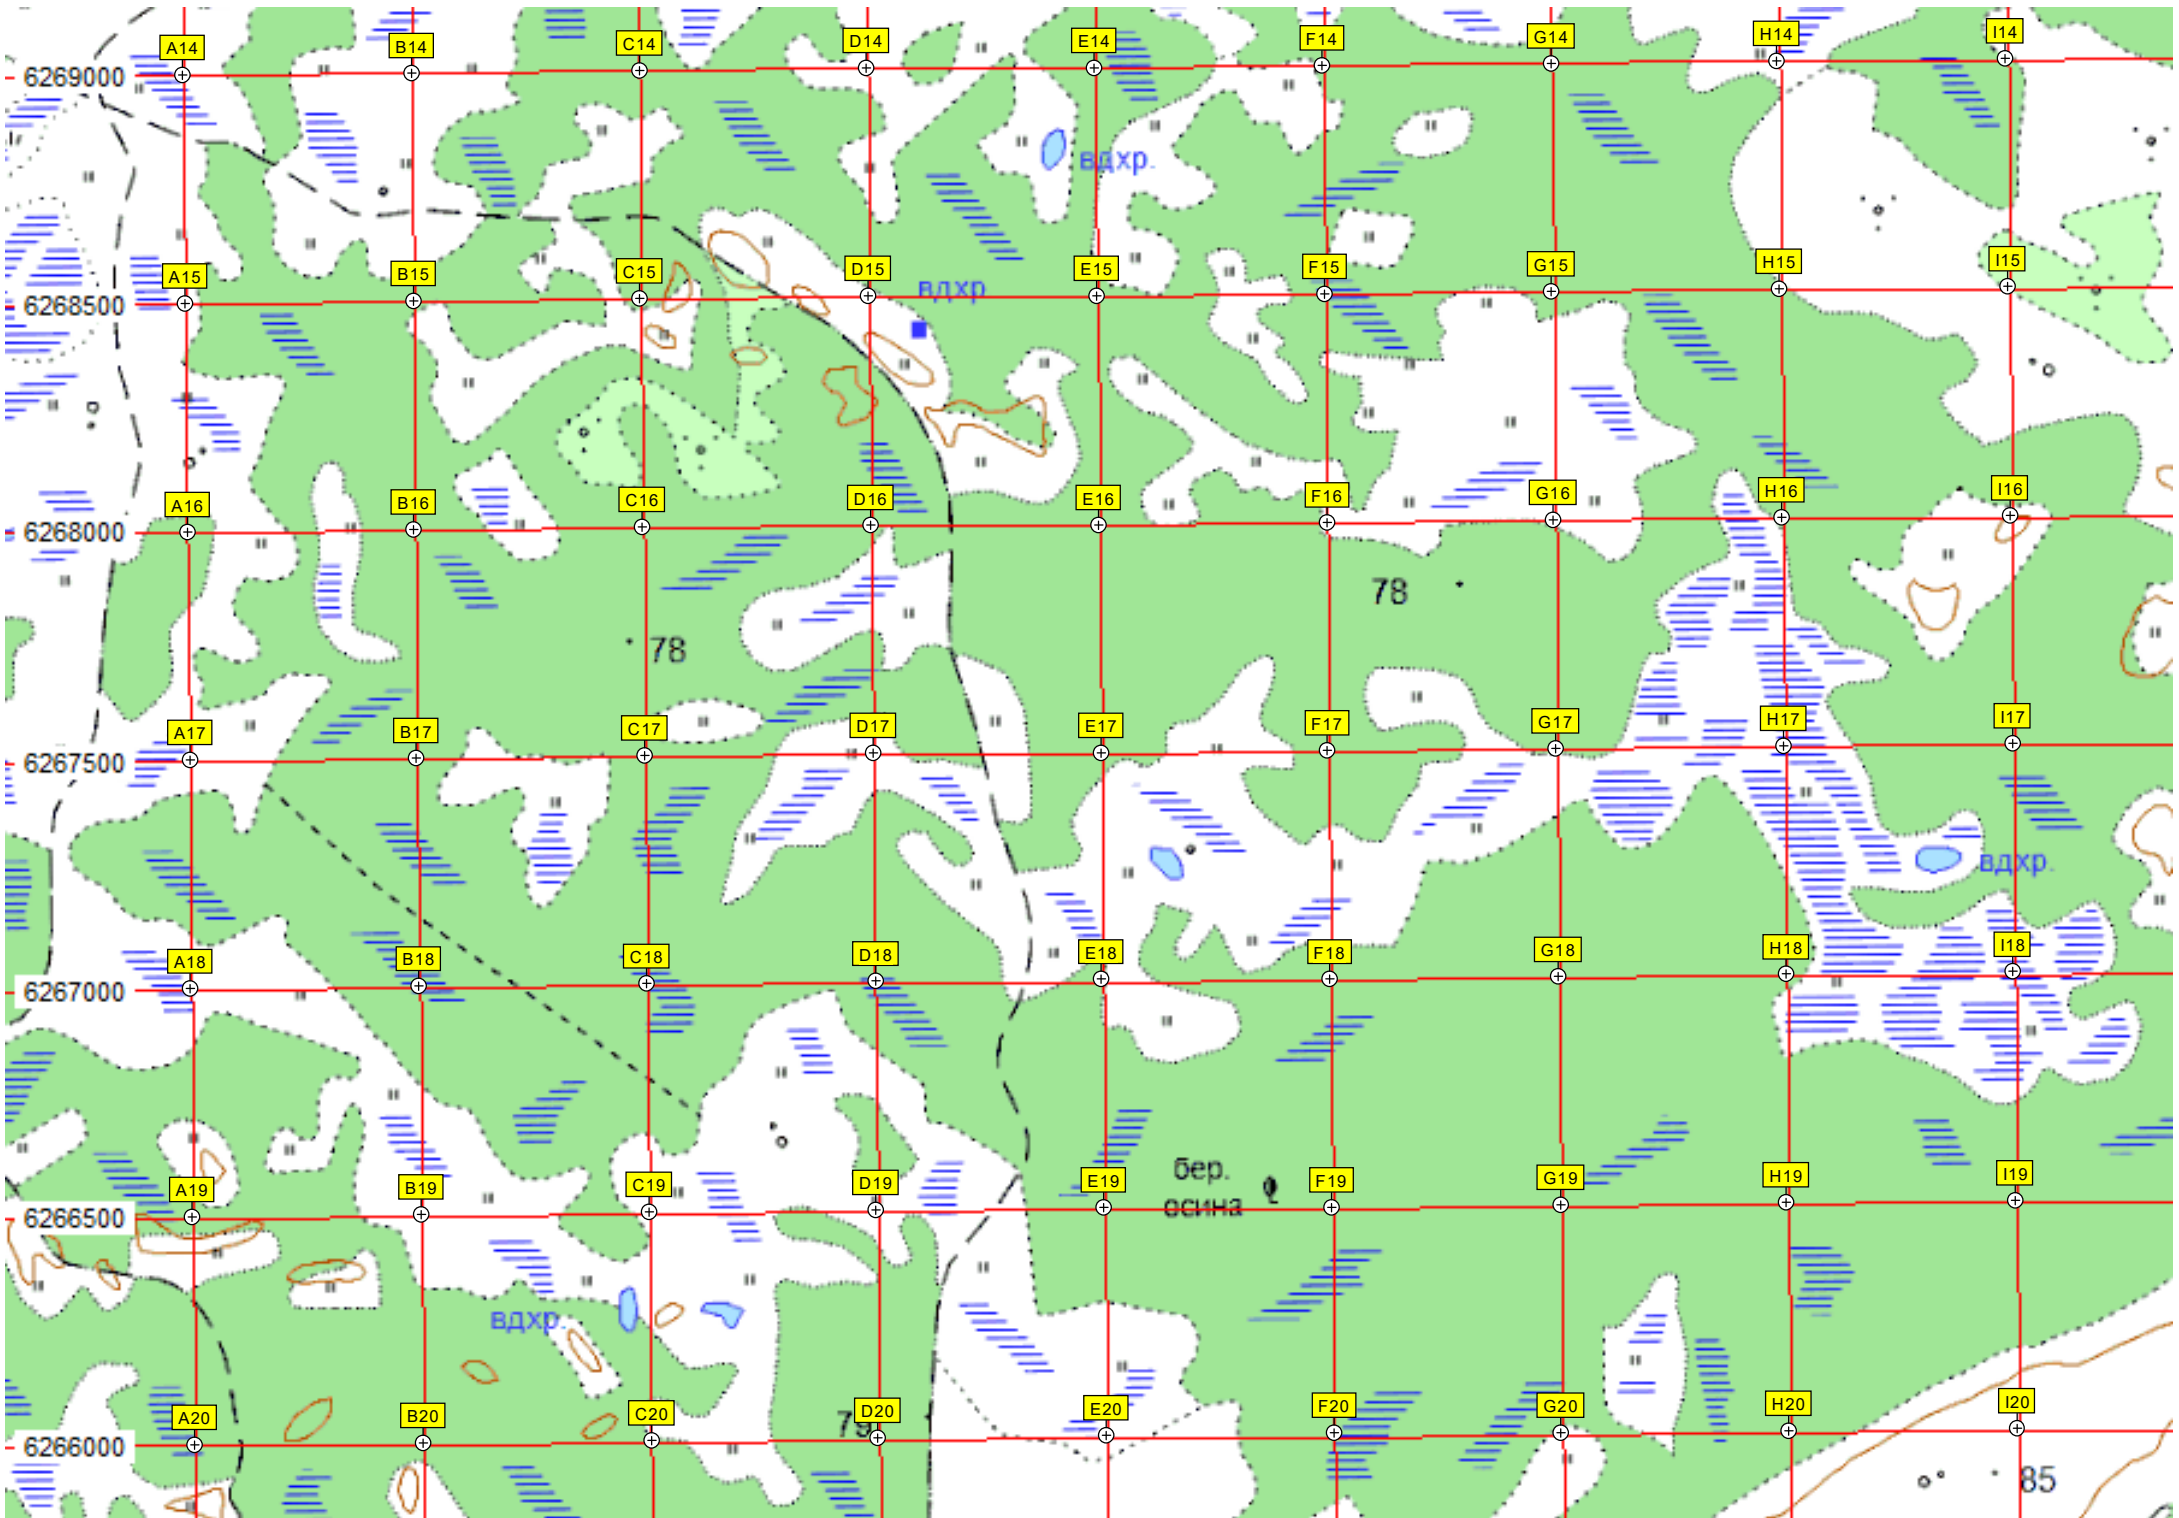 A14 B14 C14 D14 E14 F14 G14 H14 I14
6269000
вдхр.
A15 B15 C15 D15 E15 F15 G15 H15 I15
вдхр
6268500
A16 B16 C16 D16 E16 F16 G16 H16 I16
6268000
78
78
A17 B17 C17 D17 E17 F17 G17 H17 I17
6267500
вдхр.
A18 B18 C18 D18 E18 F18 G18 H18 I18
6267000
бер.
осина
A19 B19 C19 D19 E19 F19 G19 H19 I19
6266500
вдхр.
A20 B20 C20 D20 E20 F20 G20 H20 I20
79
6266000
85